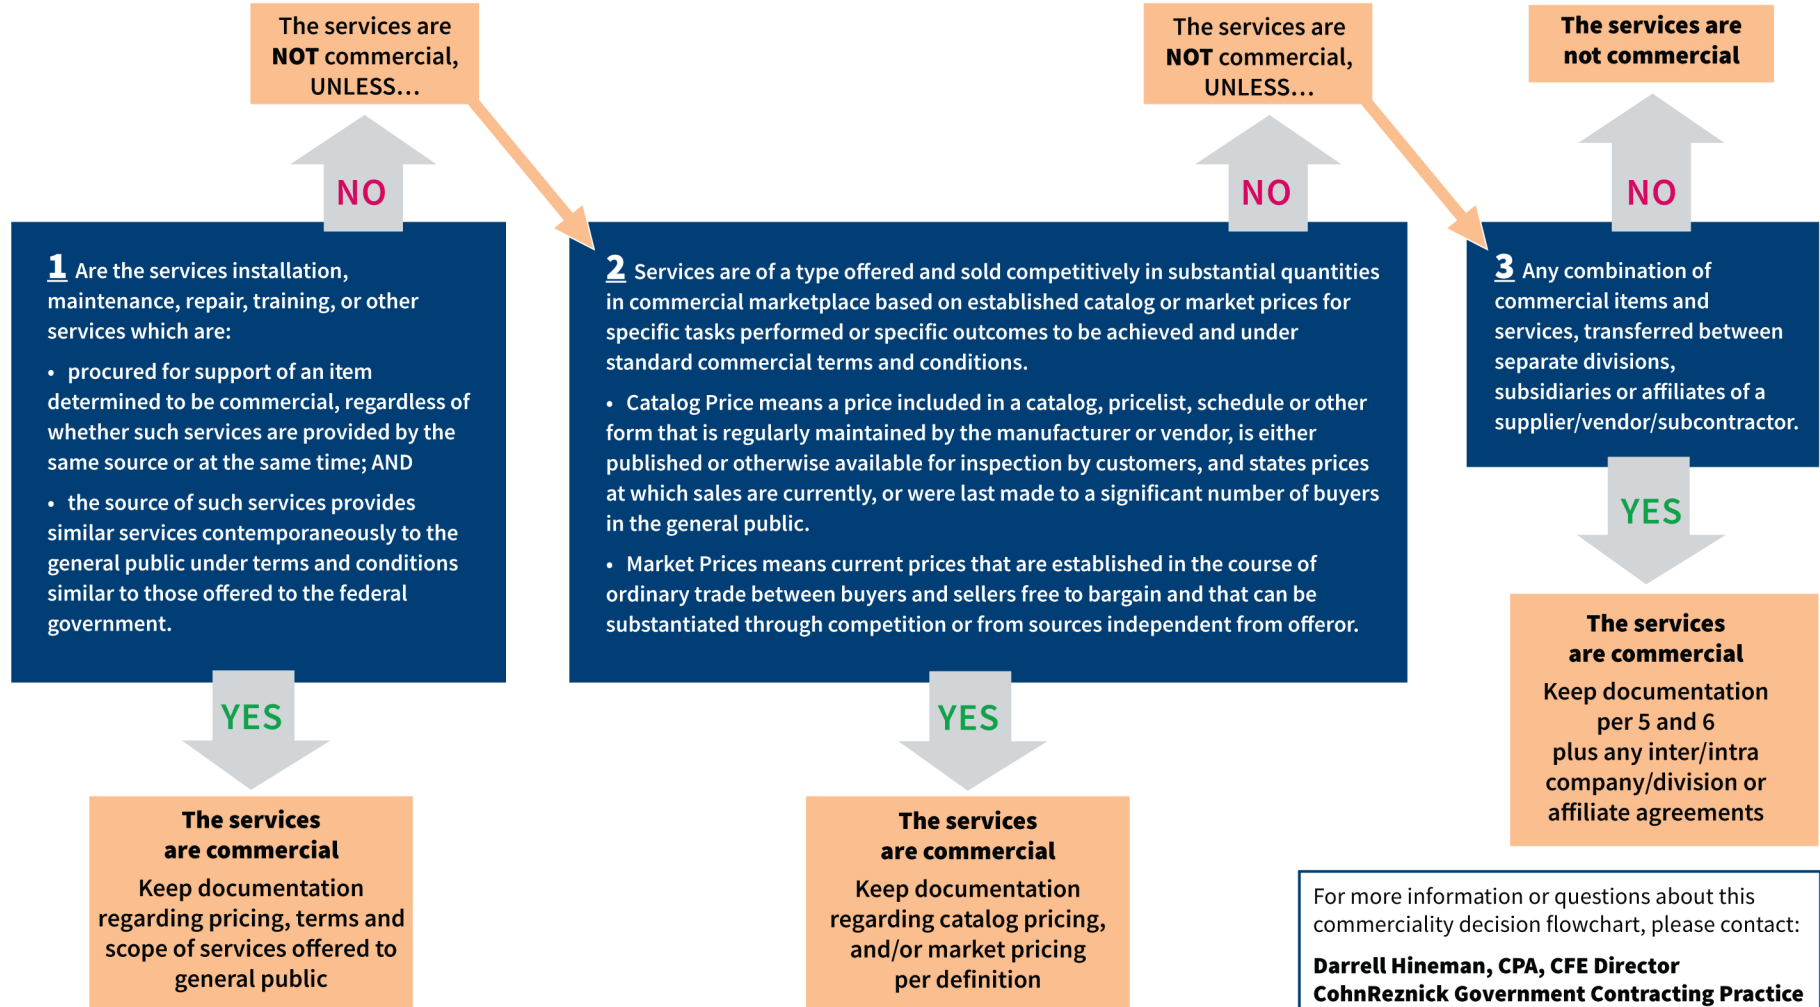 The services are
NOT commercial,
UNLESS...
NO
1 Are the services installation,
maintenance, repair, training, or other
services which are:
• procured for support of an item
determined to be commercial, regardless of
whether such services are provided by the
same source or at the same time; AND
• the source of such services provides
similar services contemporaneously to the
general public under terms and conditions
similar to those offered to the federal
government.
YES
The services
are commercial
Keep documentation
regarding pricing, terms and
scope of services offered to
general public
The services are
NOT commercial,
UNLESS...
NO
2 Services are of a type offered and sold competitively in substantial quantities
in commercial marketplace based on established catalog or market prices for
specific tasks performed or specific outcomes to be achieved and under
standard commercial terms and conditions.
• Catalog Price means a price included in a catalog, pricelist, schedule or other
form that is regularly maintained by the manufacturer or vendor, is either
published or otherwise available for inspection by customers, and states prices
at which sales are currently, or were last made to a significant number of buyers
in the general public.
• Market Prices means current prices that are established in the course of
ordinary trade between buyers and sellers free to bargain and that can be
substantiated through competition or from sources independent from offeror.
YES
The services
are commercial
Keep documentation
regarding catalog pricing,
and/or market pricing
per definition
The services are
not commercial
NO
3 Any combination of
commercial items and
services, transferred between
separate divisions,
subsidiaries or affiliates of a
supplier/vendor/subcontractor.
YES
The services
are commercial
Keep documentation
per 5 and 6
plus any inter/intra
company/division or
affiliate agreements
For more information or questions about this
commerciality decision flowchart, please contact:
Darrell Hineman, CPA, CFE Director
CohnReznick Government Contracting Practice